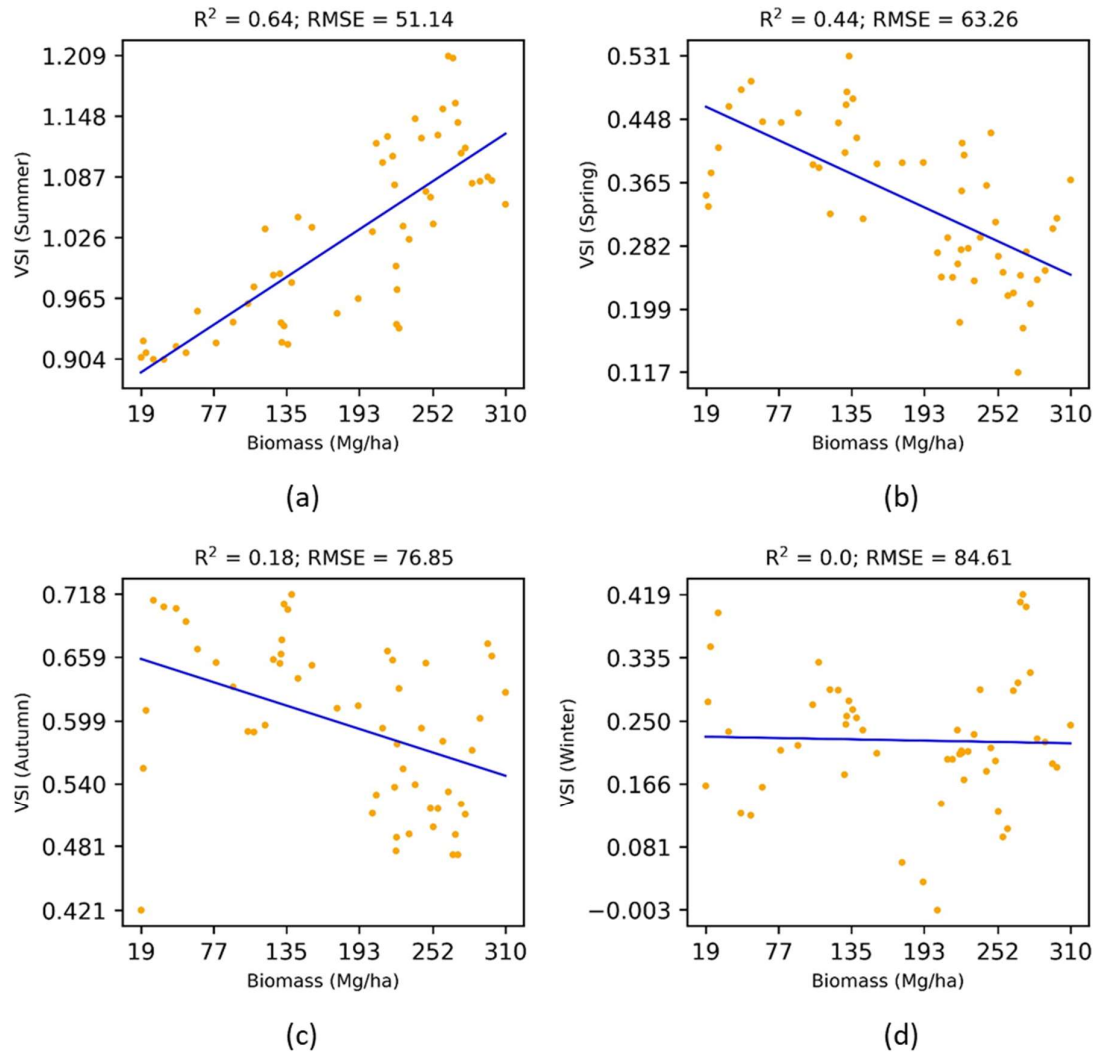 R² = 0.64; RMSE = 51.14
1.209
1.148
1.087
1.026
0.965
0.904
VSI (Summer)
19 77 135 193 252 310
Biomass (Mg/ha)
(a)
R² = 0.44; RMSE = 63.26
0.531
0.448
0.365
0.282
0.199
0.117
VSI (Spring)
19 77 135 193 252 310
Biomass (Mg/ha)
(b)
R² = 0.18; RMSE = 76.85
0.718
0.659
0.599
0.540
0.481
0.421
VSI (Autumn)
19 77 135 193 252 310
Biomass (Mg/ha)
(c)
R² = 0.0; RMSE = 84.61
0.419
0.335
0.250
0.166
0.081
−0.003
VSI (Winter)
19 77 135 193 252 310
Biomass (Mg/ha)
(d)